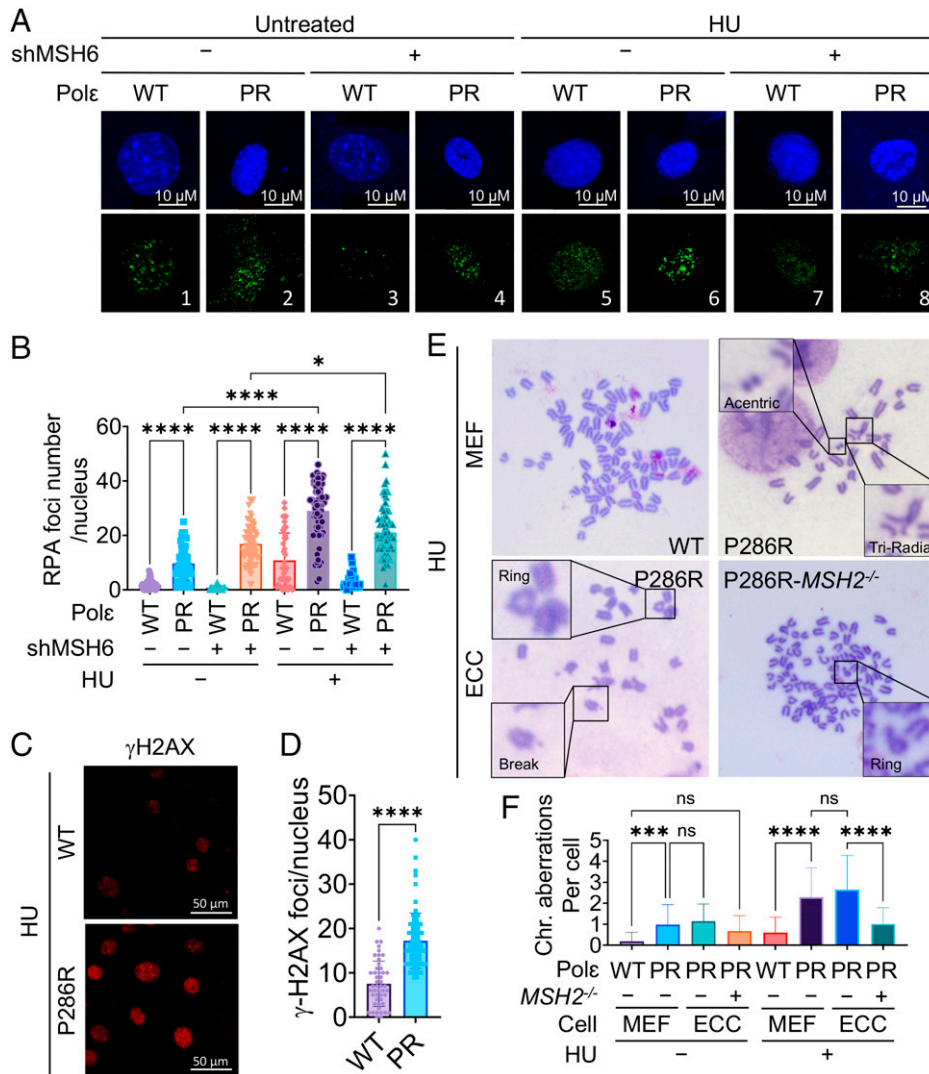 A
Untreated
HU
shMSH6
−
+
−
+
Polε
WT
PR
WT
PR
WT
PR
WT
PR
10 μM
10 μM
10 μM
10 μM
10 μM
10 μM
10 μM
10 μM
1
2
3
4
5
6
7
8
B
*
****
**** **** **** ****
RPA foci number
/nucleus
60
40
20
0
Polε WT PR WT PR WT PR WT PR
shMSH6 − − + + − − + +
HU − +
C
γH2AX
HU
WT
50 μm
P286R
50 μm
D
γ-H2AX foci/nucleus
****
50
40
30
20
10
0
WT
PR
E
HU
MEF
WT
Acentric
Tri-Radia
P286R
ECC
Ring
P286R
Break
P286R-MSH2-/-
Ring
F
ns
ns
*** ns **** ****
Chr. aberrations
Per cell
5
4
3
2
1
0
Polε WT PR PR PR WT PR PR PR
MSH2-/- − − − + − − − +
Cell MEF ECC MEF ECC
HU − +